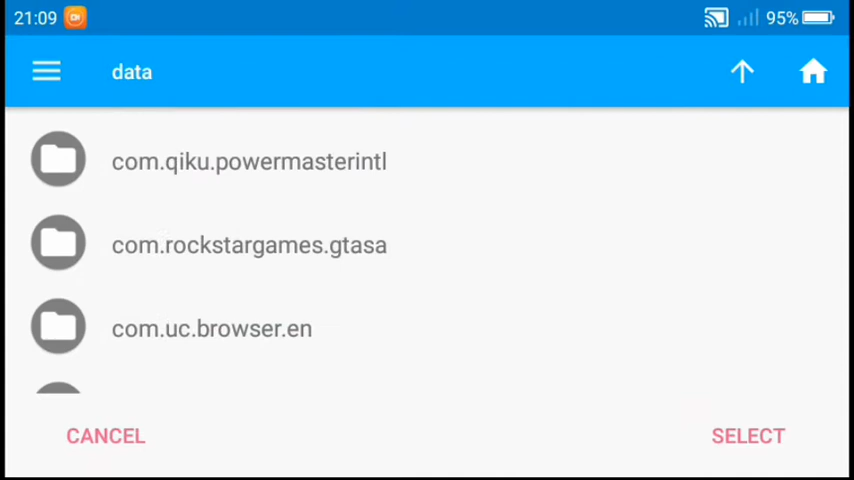 21:09
95%
data
com.qiku.powermasterintl
com.rockstargames.gtasa
com.uc.browser.en
CANCEL
SELECT